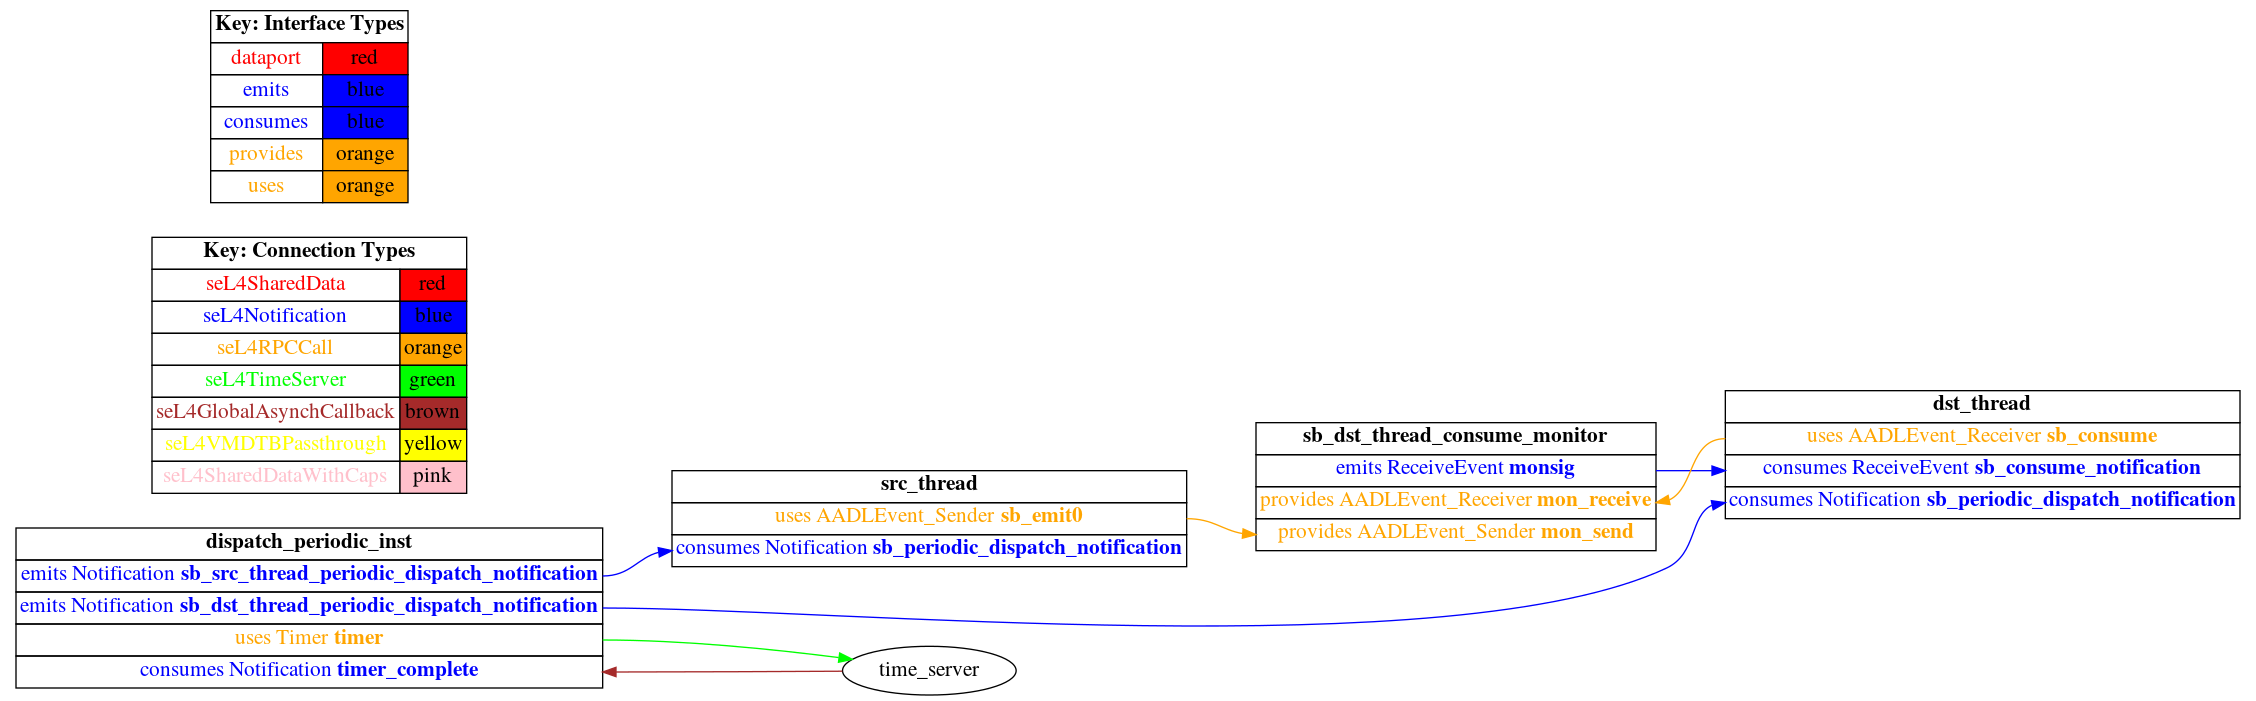 Key: Interface Types
dataport red
emits blue
consumes blue
provides orange
uses orange
Key: Connection Types
seL4SharedData red
seL4Notification blue
seL4RPCCall orange
seL4TimeServer green
seL4GlobalAsynchCallback brown
seL4VMDTBPassthrough yellow
seL4SharedDataWithCaps pink
dispatch_periodic_inst
emits Notification sb_src_thread_periodic_dispatch_notification
emits Notification sb_dst_thread_periodic_dispatch_notification
uses Timer timer
consumes Notification timer_complete
src_thread
uses AADLEvent_Sender sb_emit0
consumes Notification sb_periodic_dispatch_notification
time_server
sb_dst_thread_consume_monitor
emits ReceiveEvent monsig
provides AADLEvent_Receiver mon_receive
provides AADLEvent_Sender mon_send
dst_thread
uses AADLEvent_Receiver sb_consume
consumes ReceiveEvent sb_consume_notification
consumes Notification sb_periodic_dispatch_notification